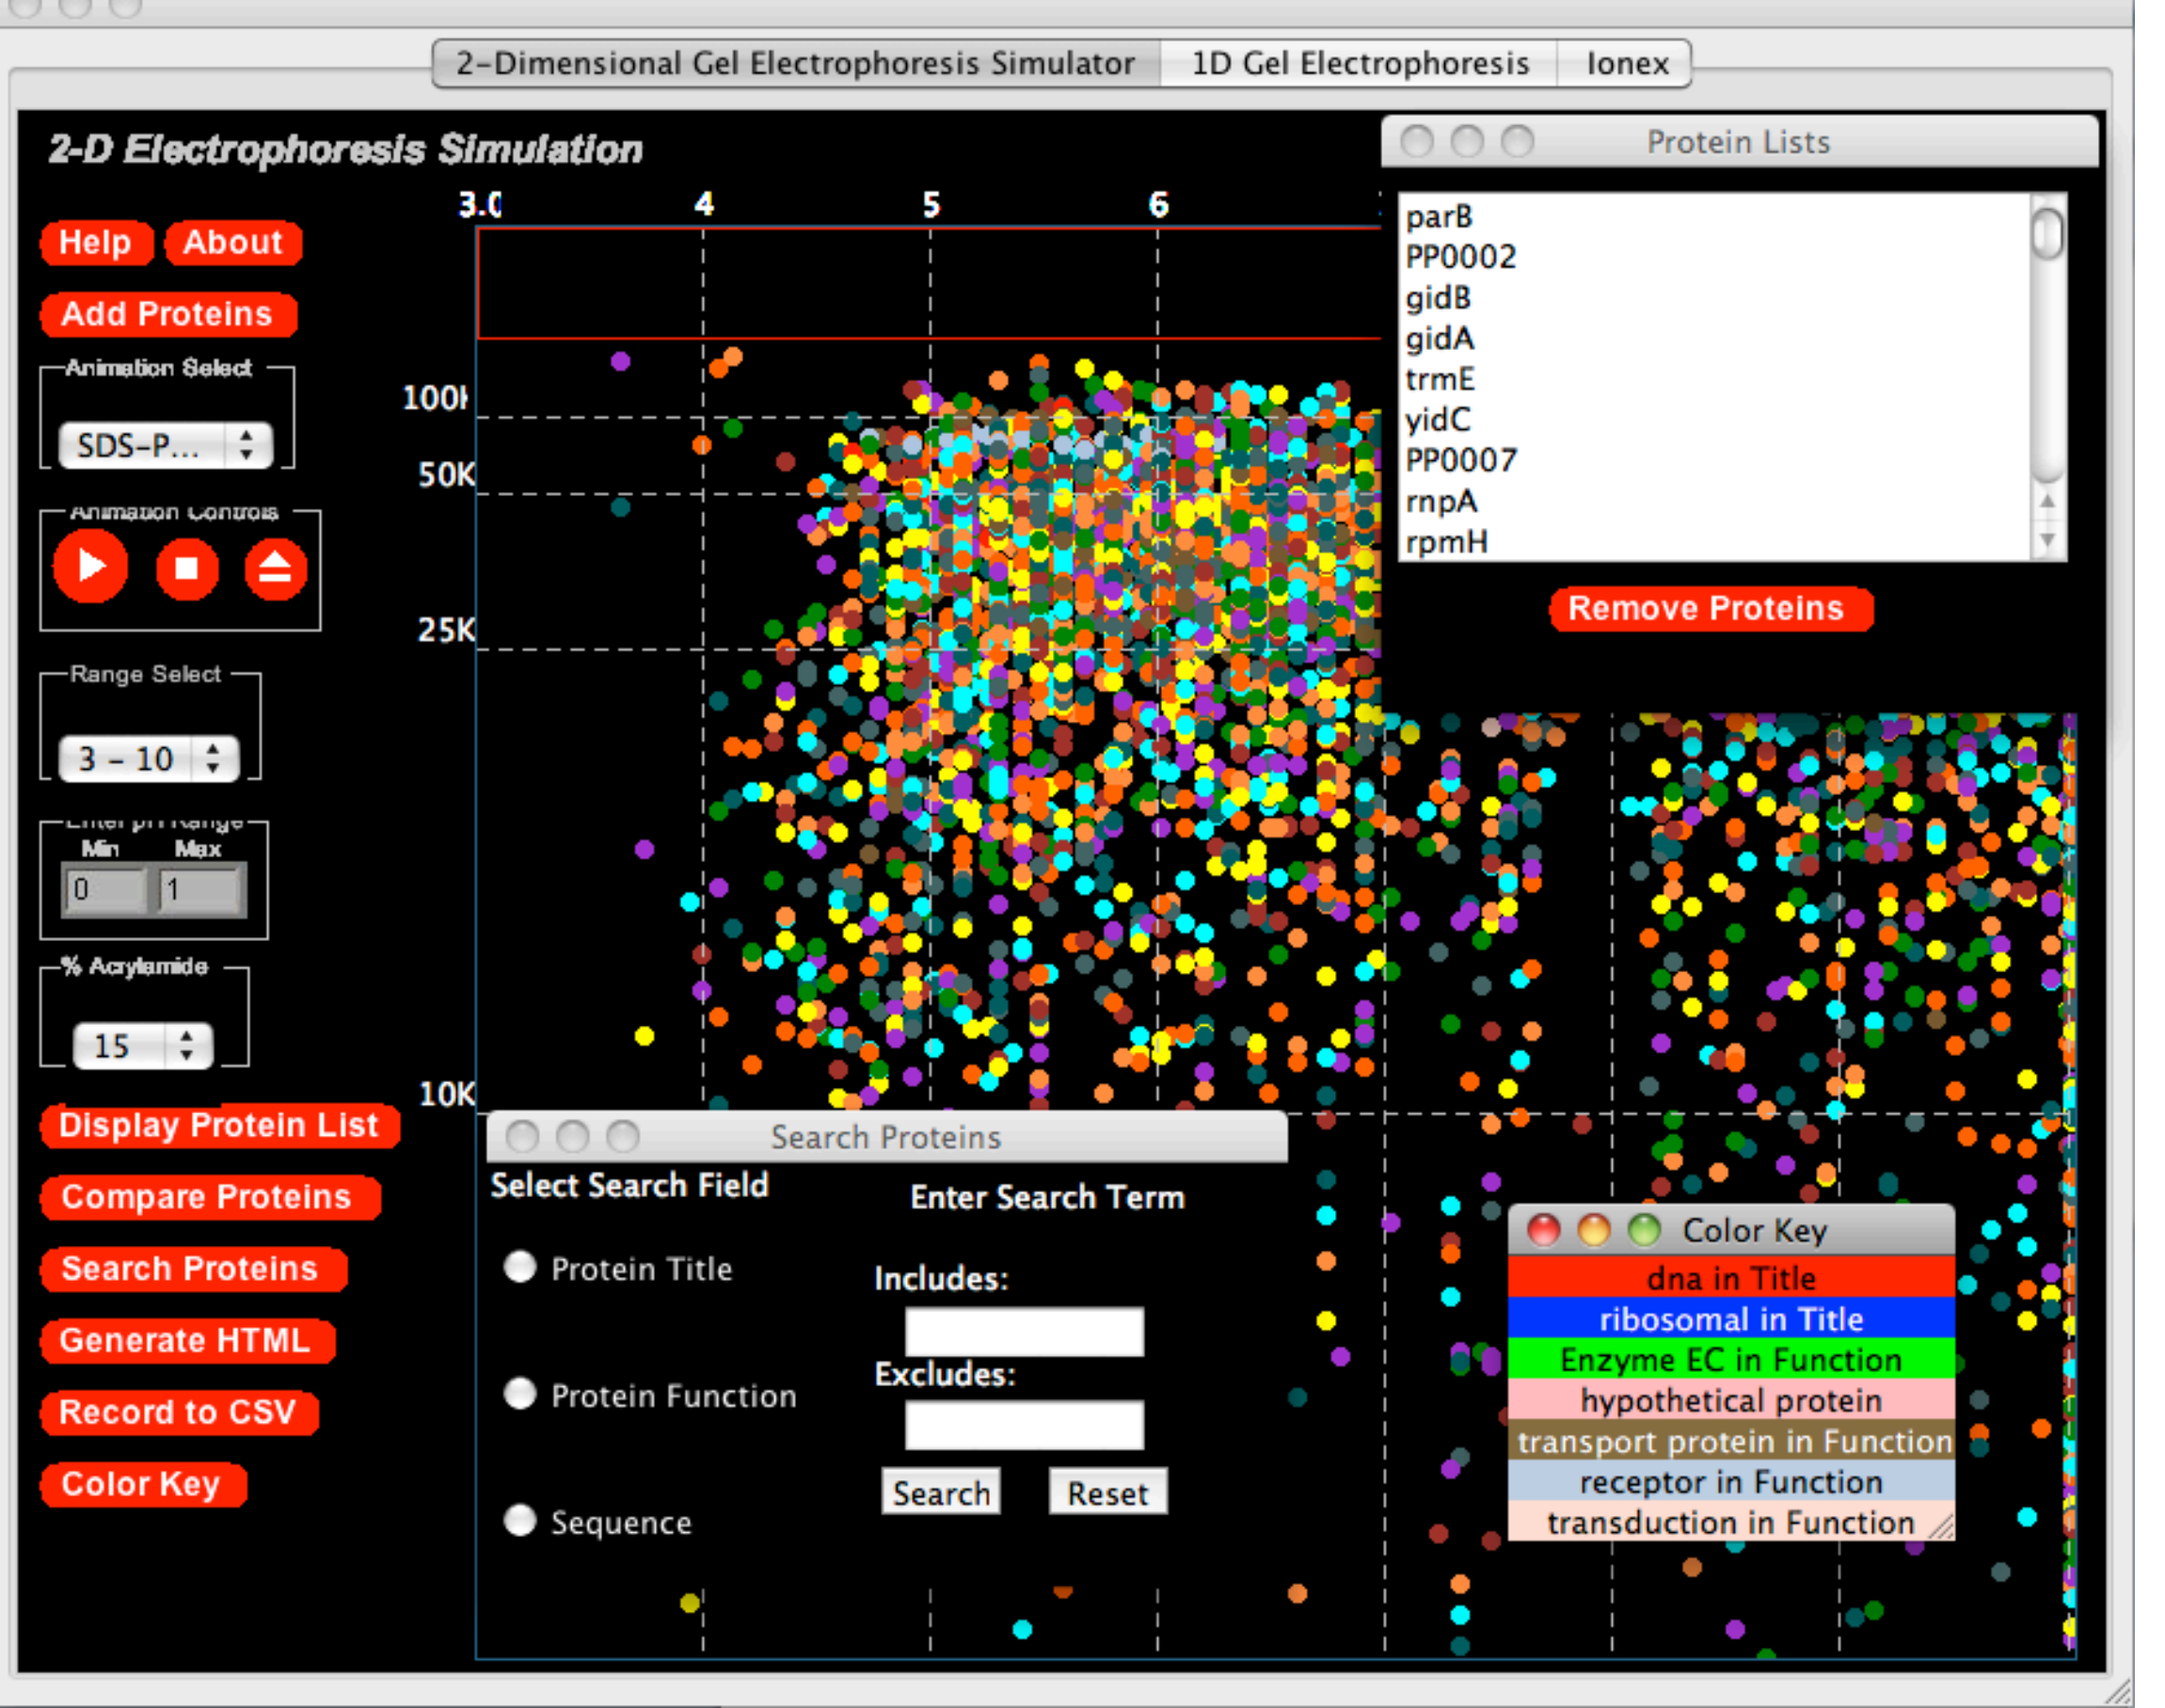 2-Dimensional Gel Electrophoresis Simulator 1D Gel Electrophoresis Ionex
2-D Electrophoresis Simulation
Help About
Add Proteins
Animation Select
SDS-P...
Animation Controls
Range Select
3 - 10
Enter pH Range
Min Max
0 1
% Acrylamide
15
Display Protein List
Compare Proteins
Search Proteins
Generate HTML
Record to CSV
Color Key
3.0 4 5 6
100K
50K
25K
10K
Protein Lists
parB
PP0002
gidB
gidA
trmE
yidC
PP0007
rnpA
rpmH
Remove Proteins
Search Proteins
Select Search Field
Enter Search Term
Protein Title
Includes:
Excludes:
Protein Function
Search Reset
Sequence
Color Key
dna in Title
ribosomal in Title
Enzyme EC in Function
hypothetical protein
transport protein in Function
receptor in Function
transduction in Function